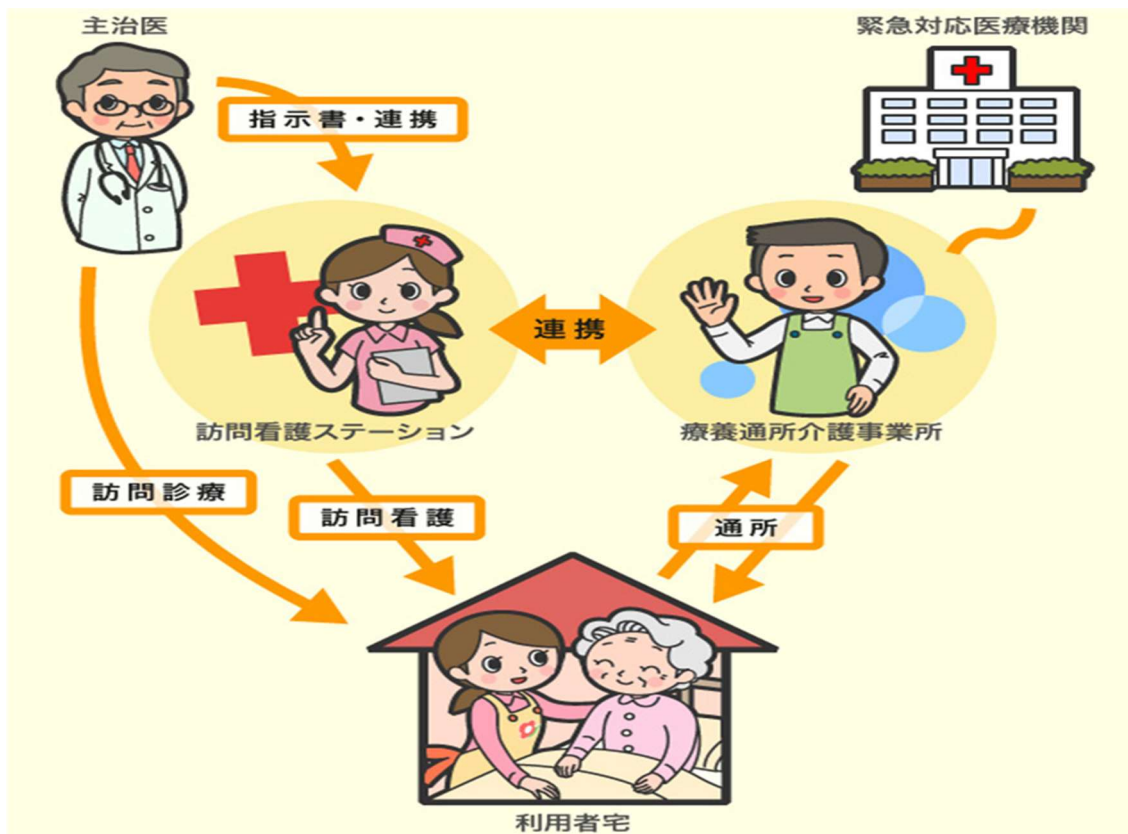 主治医
緊急対応医療機関
指示書・連携
連携
訪問看護ステーション
療養通所介護事業所
訪問診療
訪問看護
通所
利用者宅